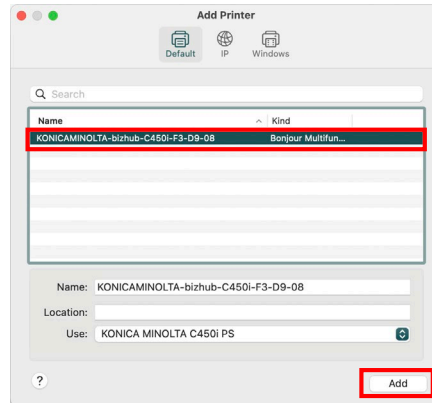 Add Printer
Default IP Windows
Search
Name Kind
KONICAMINOLTA-bizhub-C450i-F3-D9-08 Bonjour Multifun...
Name: KONICAMINOLTA-bizhub-C450i-F3-D9-08
Location:
Use: KONICA MINOLTA C450i PS
? Add